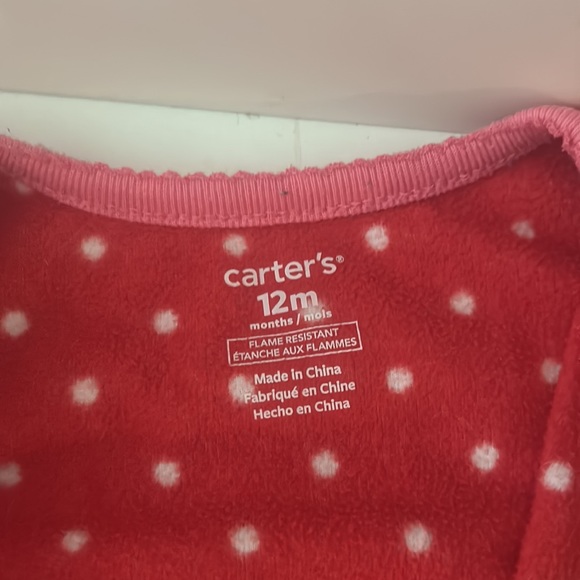 carter's®
12m
months / mois
FLAME RESISTANT
ÉTANCHE AUX FLAMMES
Made in China
Fabriqué en Chine
Hecho en China